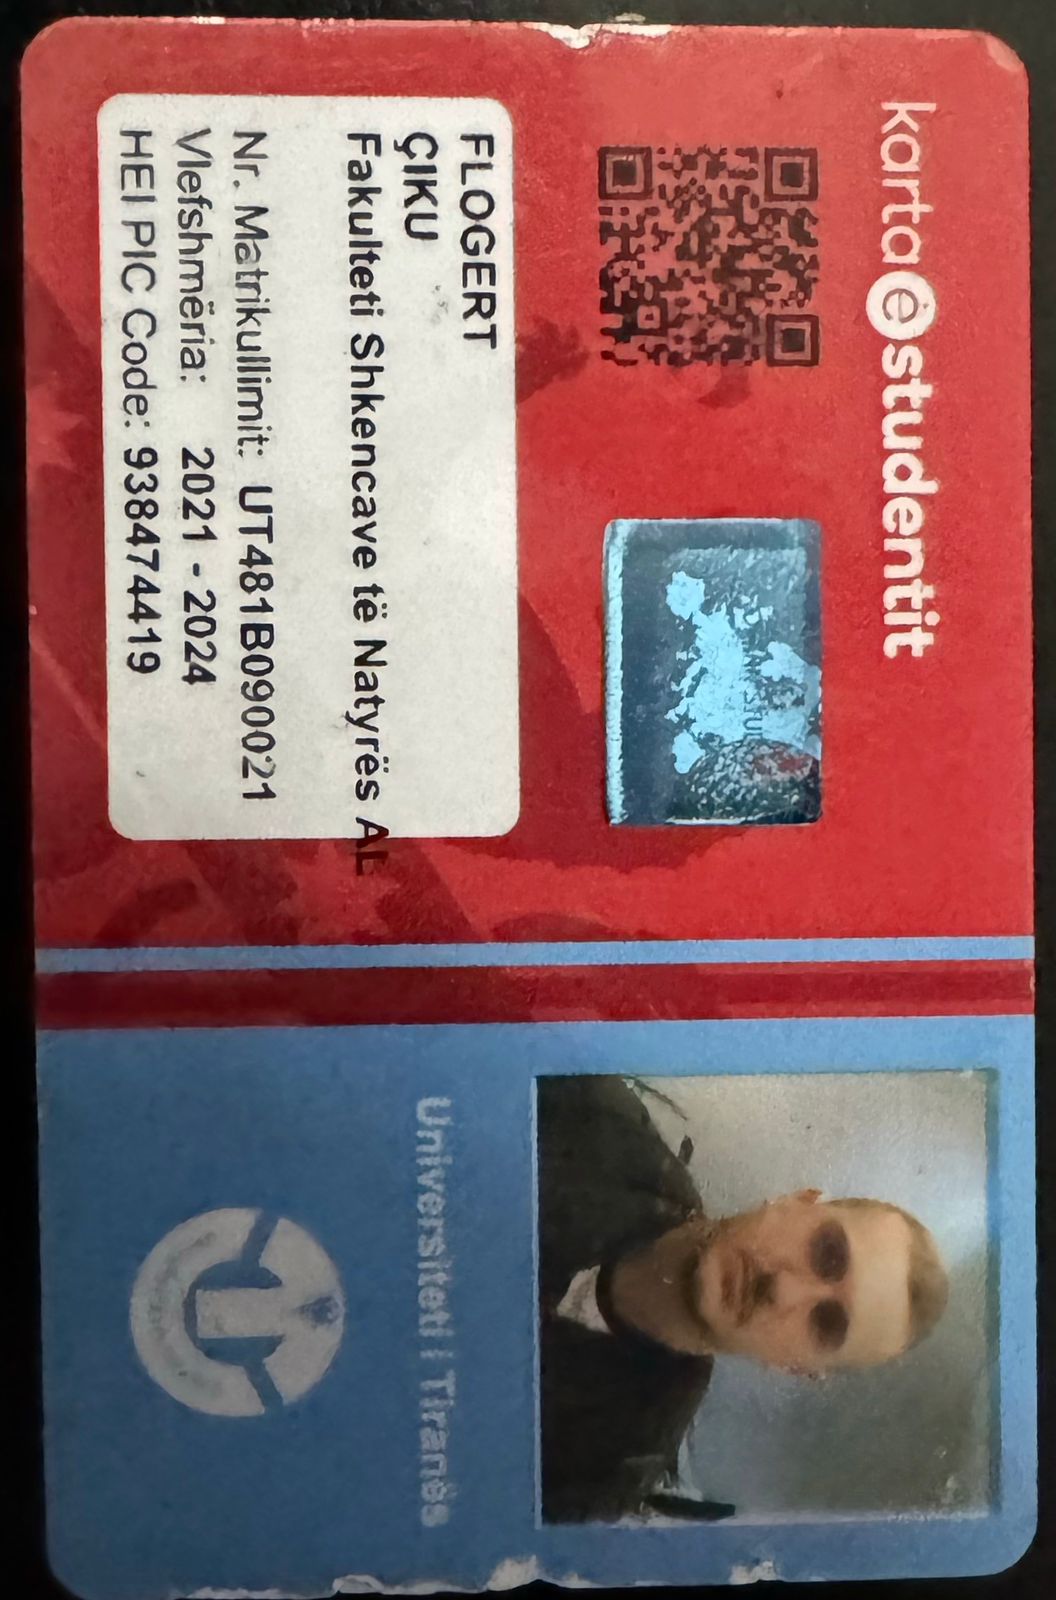 karta e studentit
FLOGERT
ÇIKU
Fakulteti Shkencave të Natyrës AL
Nr. Matrikullimit: UT481B090021
Vlefshmëria: 2021 - 2024
HEI PIC Code: 938474419
Universiteti i Tiranës